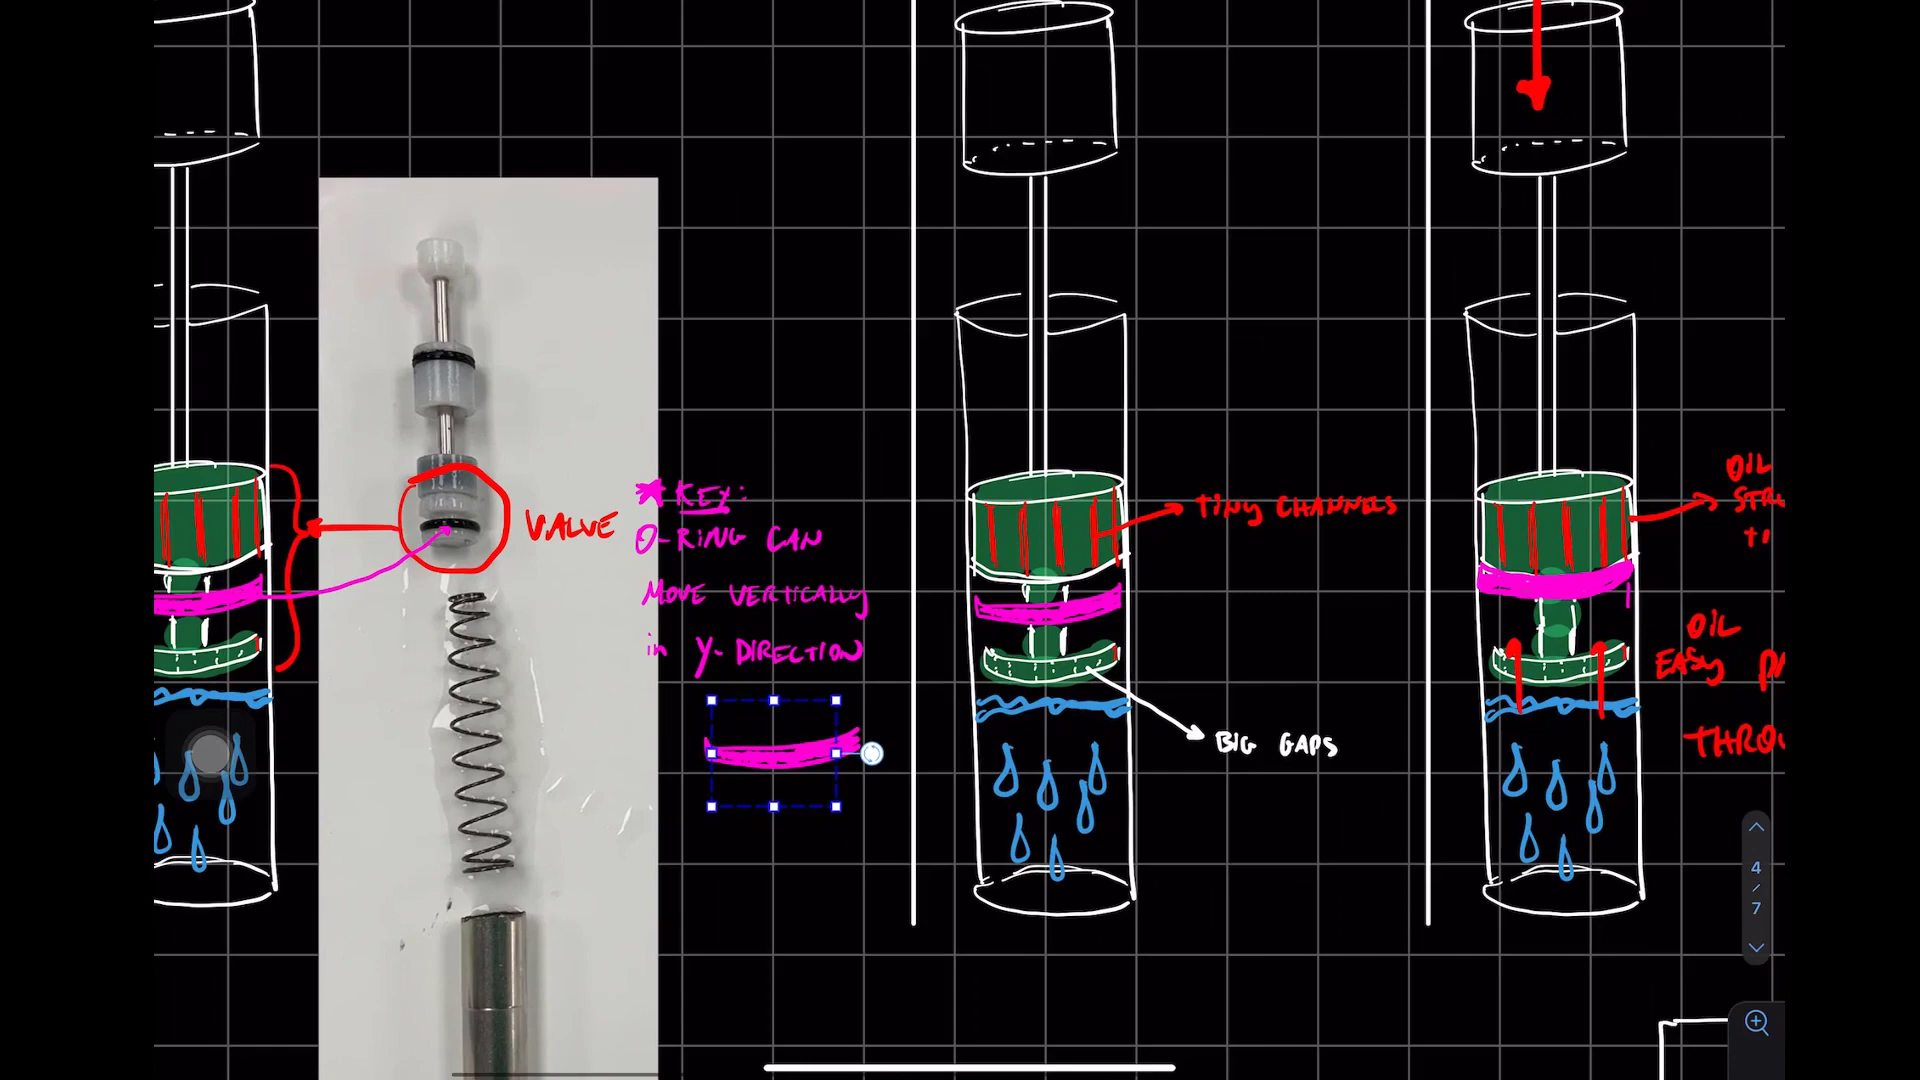 VALVE
* KEY:
O-RING CAN
MOVE VERTICALLY
in Y-DIRECTION
TINY CHANNELS
BIG GAPS
OIL
OIL
EASY
4
/
7